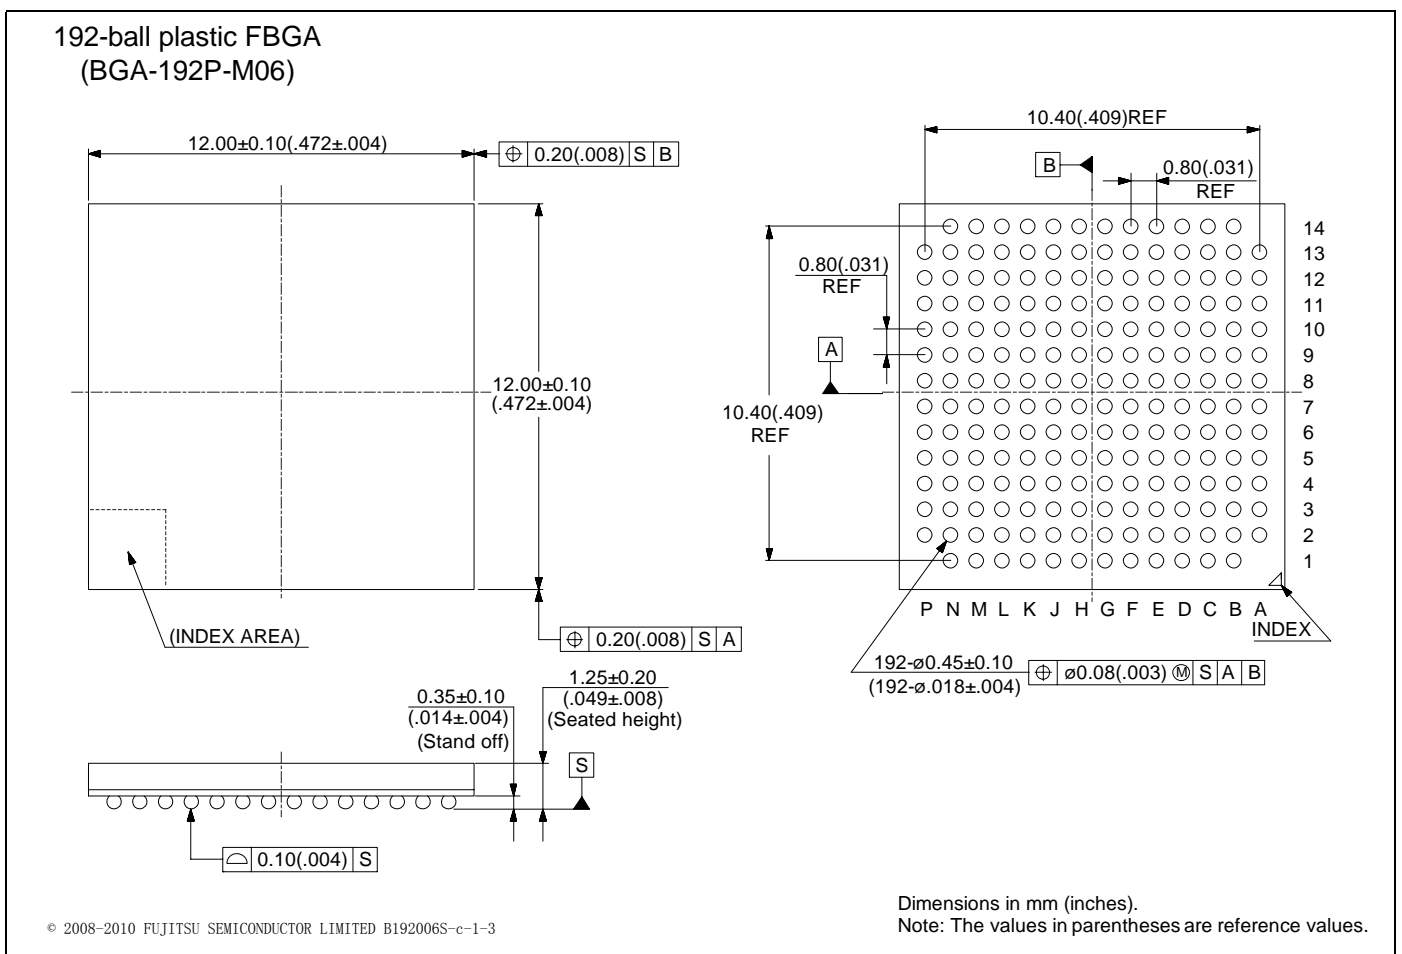 192-ball plastic FBGA
(BGA-192P-M06)
12.00±0.10(.472±.004)
⌖ 0.20(.008) S B
10.40(.409)REF
B
0.80(.031)
REF
14
13
12
11
10
9
8
7
6
5
4
3
2
1
0.80(.031)
REF
A
12.00±0.10
(.472±.004)
10.40(.409)
REF
P N M L K J H G F E D C B A
INDEX
(INDEX AREA)
⌖ 0.20(.008) S A
192-ø0.45±0.10
(192-ø.018±.004)
⌖ ø0.08(.003) Ⓜ S A B
1.25±0.20
(.049±.008)
(Seated height)
0.35±0.10
(.014±.004)
(Stand off)
S
⌓ 0.10(.004) S
Dimensions in mm (inches).
Note: The values in parentheses are reference values.
© 2008-2010 FUJITSU SEMICONDUCTOR LIMITED B192006S-c-1-3